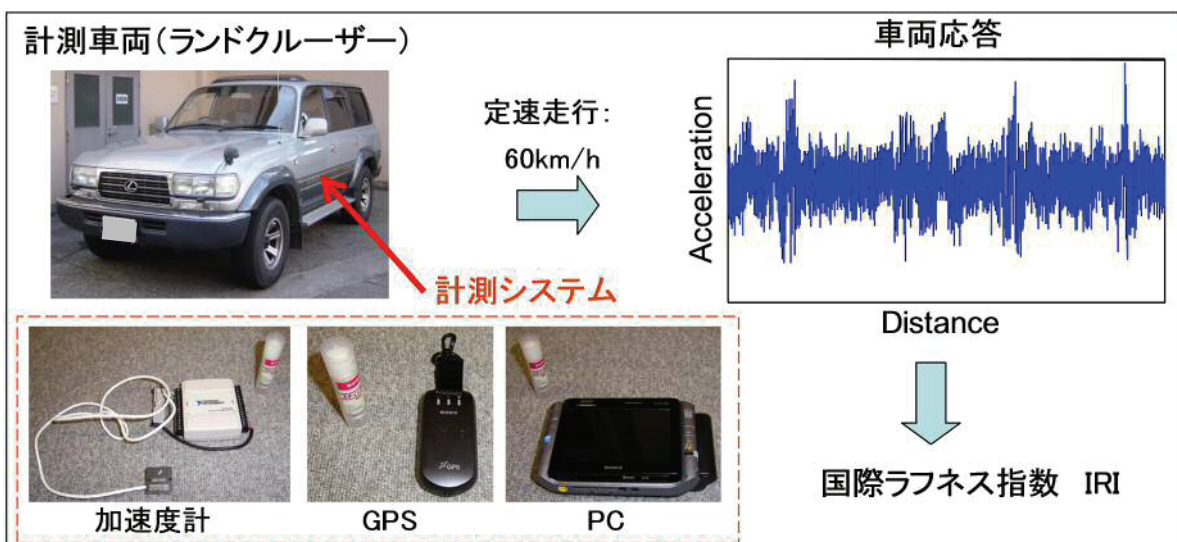 計測車両(ランドクルーザー)
定速走行:
60km/h
計測システム
車両応答
Acceleration
Distance
国際ラフネス指数 IRI
加速度計
GPS
PC